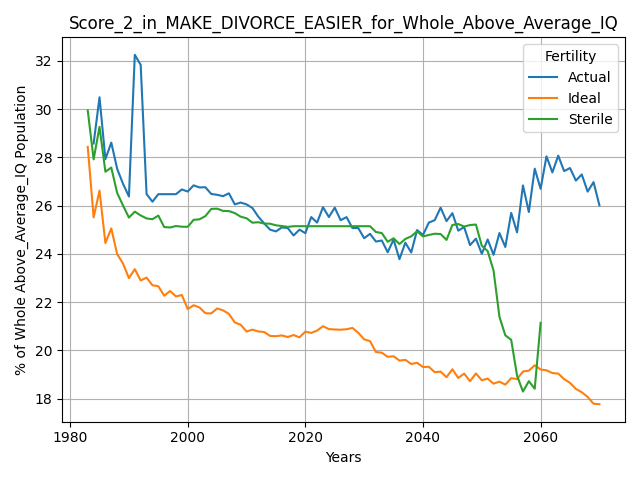 Score_2_in_MAKE_DIVORCE_EASIER_for_Whole_Above_Average_IQ
% of Whole Above_Average_IQ Population
32
30
28
26
24
22
20
18
Fertility
Actual
Ideal
Sterile
1980
2000
2020
2040
2060
Years